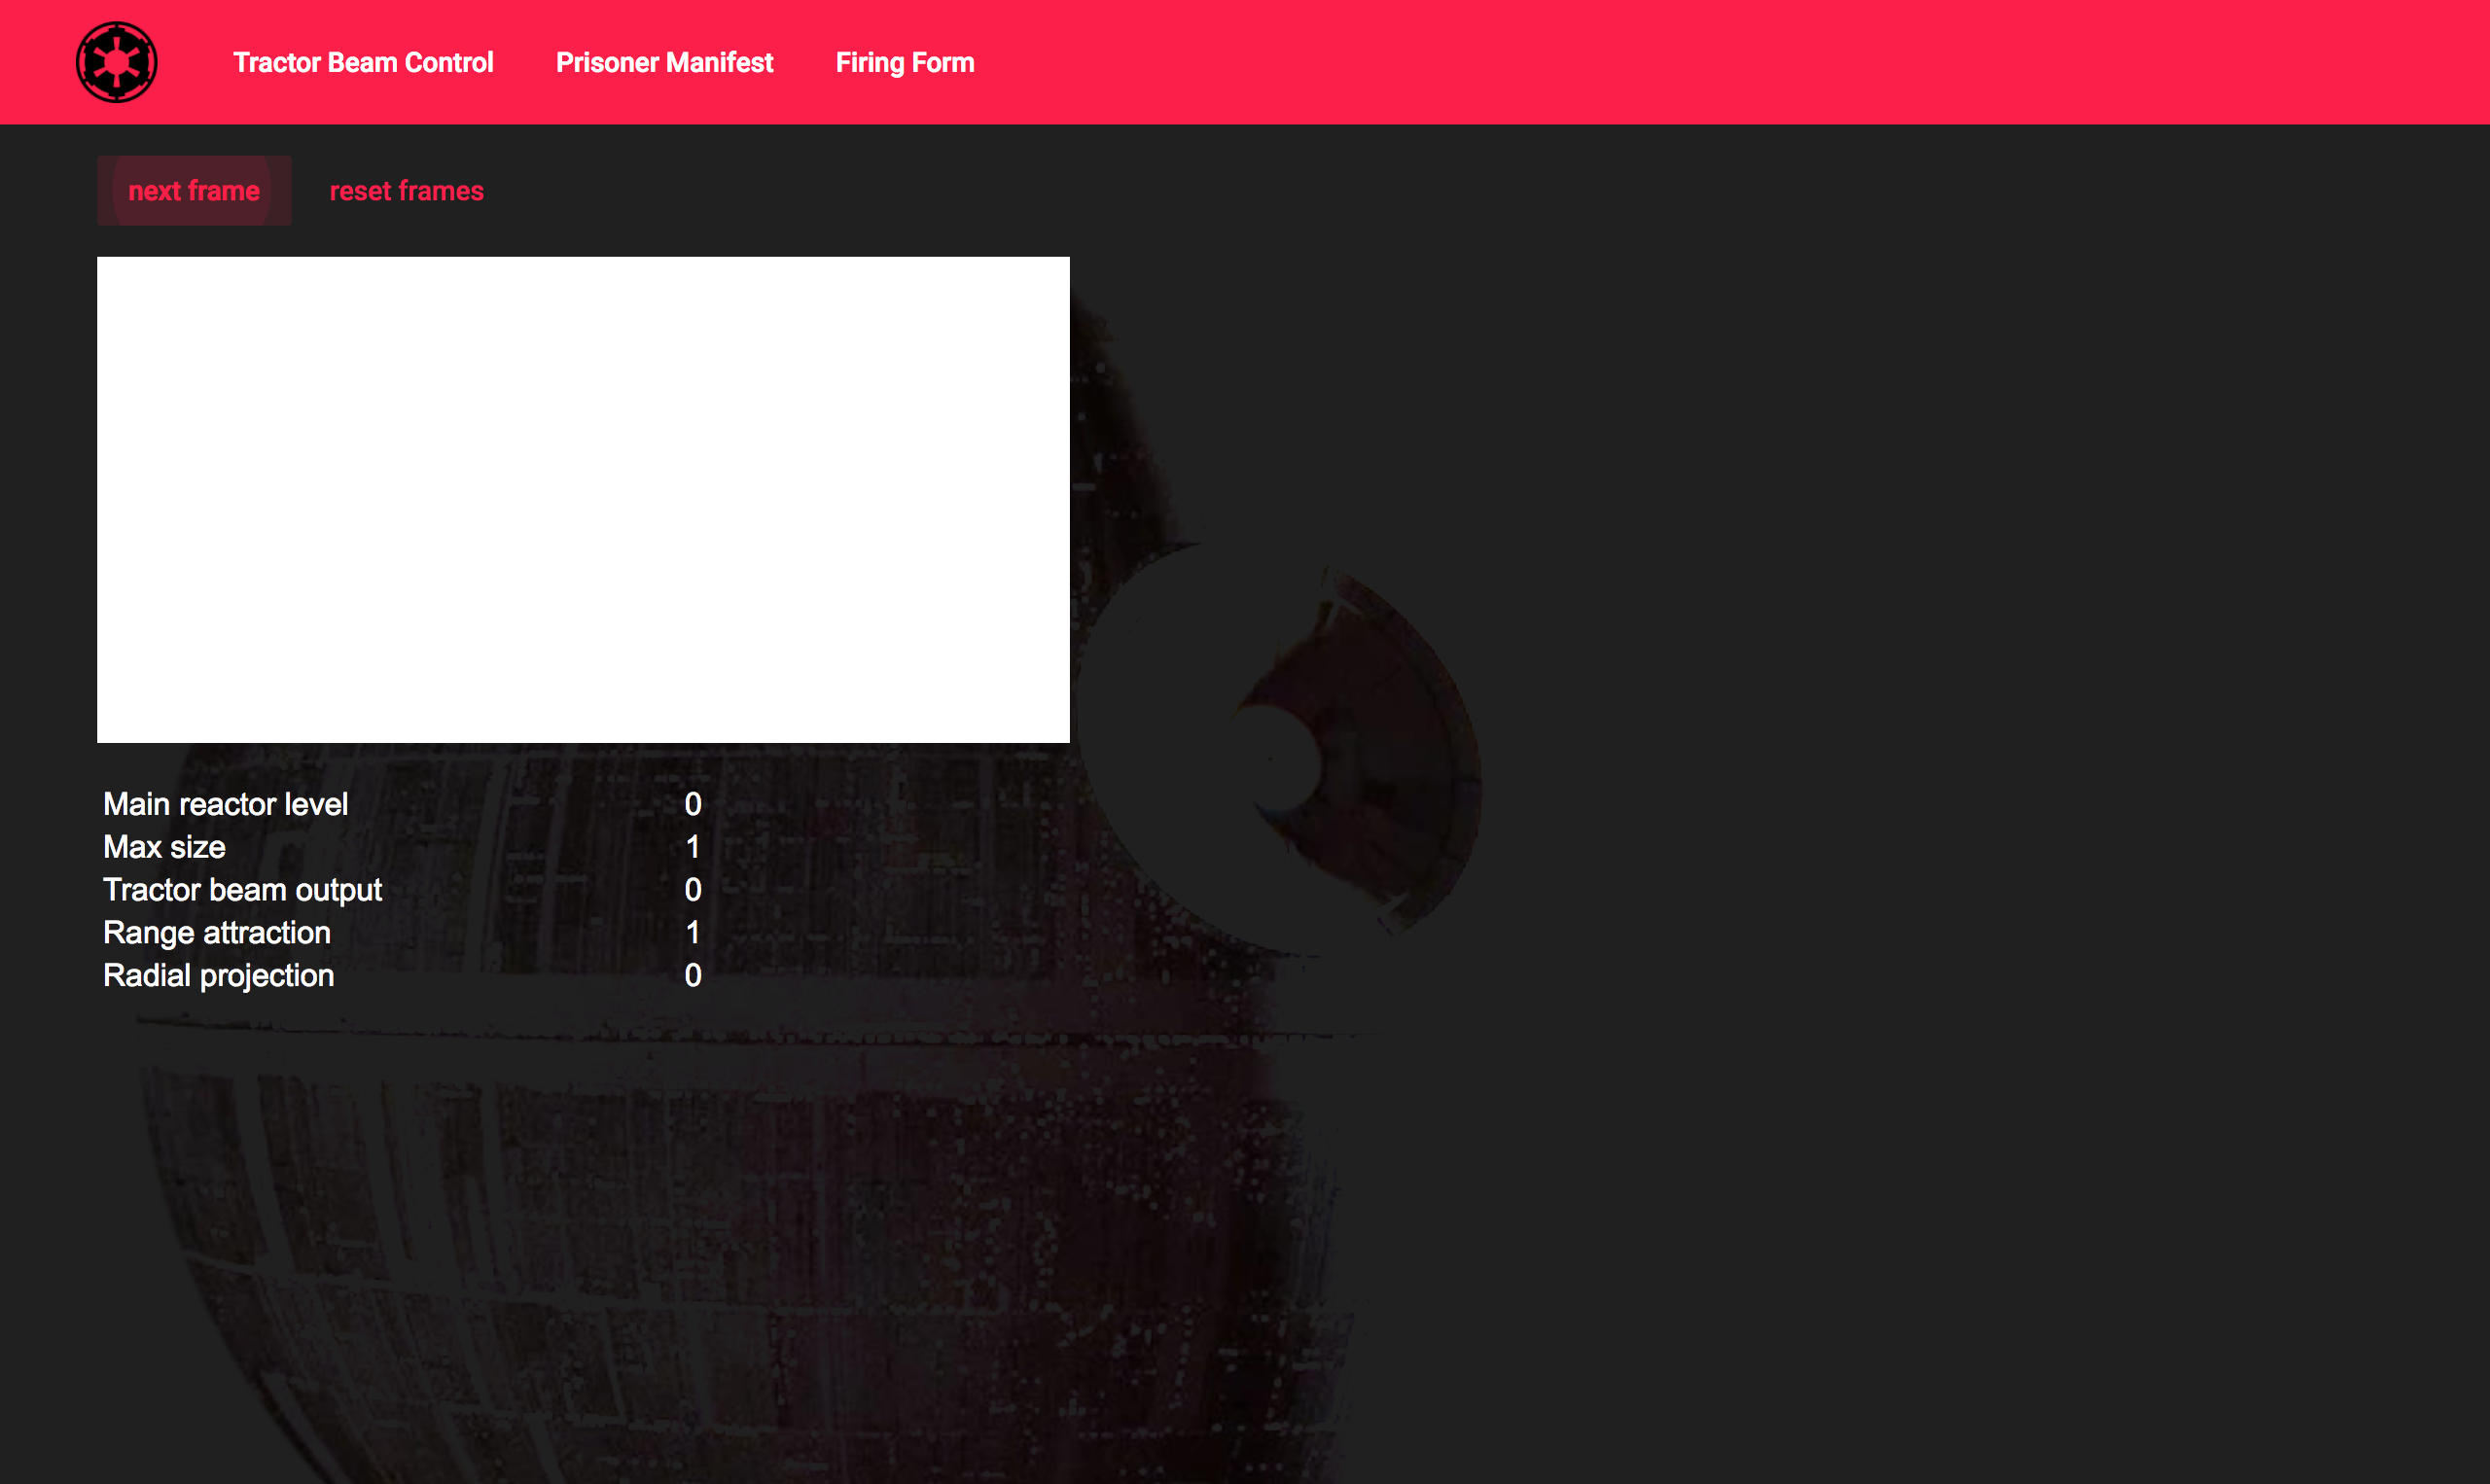 Tractor Beam Control Prisoner Manifest Firing Form
next frame reset frames
Main reactor level 0
Max size 1
Tractor beam output 0
Range attraction 1
Radial projection 0